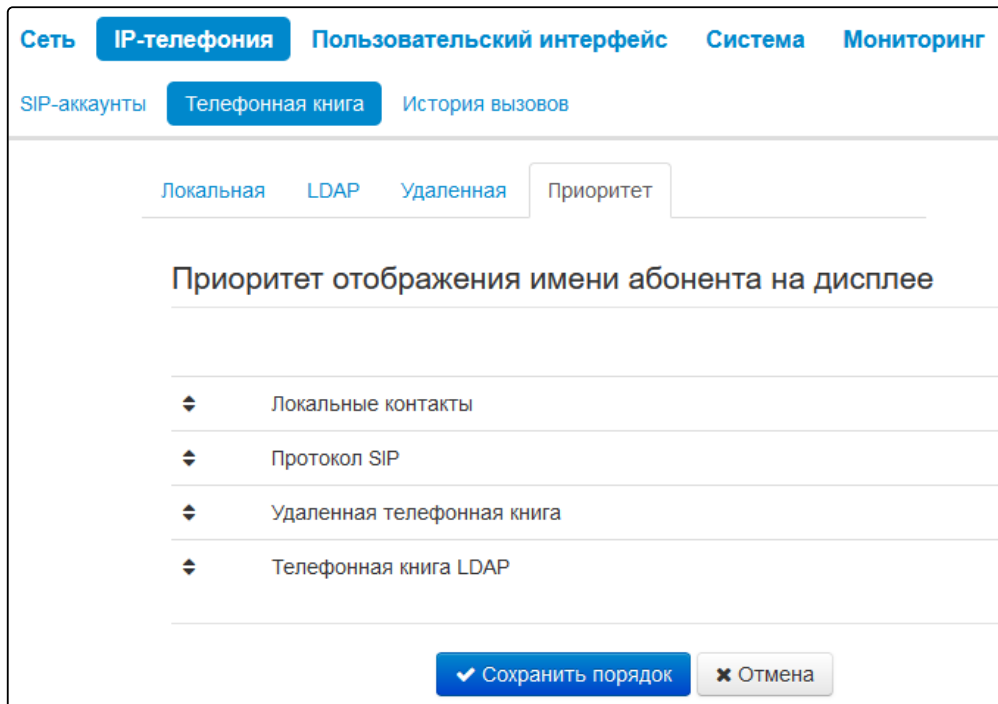 Сеть IP-телефония Пользовательский интерфейс Система Мониторинг
SIP-аккаунты Телефонная книга История вызовов
Локальная LDAP Удаленная Приоритет
Приоритет отображения имени абонента на дисплее
Локальные контакты
Протокол SIP
Удаленная телефонная книга
Телефонная книга LDAP
Сохранить порядок Отмена